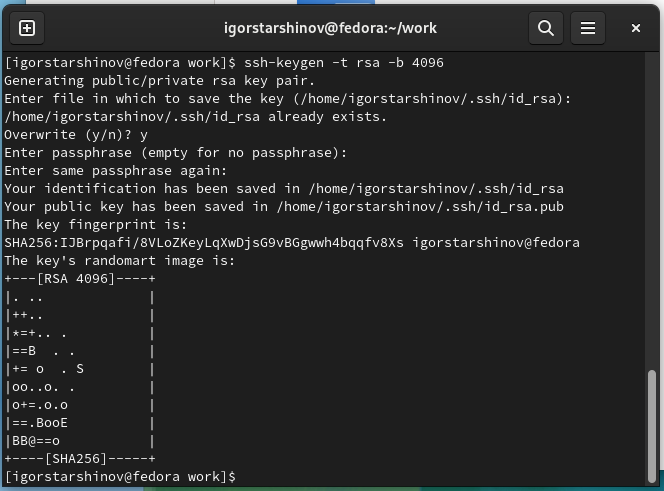 igorstarshinov@fedora:~/work
[igorstarshinov@fedora work]$ ssh-keygen -t rsa -b 4096
Generating public/private rsa key pair.
Enter file in which to save the key (/home/igorstarshinov/.ssh/id_rsa):
/home/igorstarshinov/.ssh/id_rsa already exists.
Overwrite (y/n)? y
Enter passphrase (empty for no passphrase):
Enter same passphrase again:
Your identification has been saved in /home/igorstarshinov/.ssh/id_rsa
Your public key has been saved in /home/igorstarshinov/.ssh/id_rsa.pub
The key fingerprint is:
SHA256:IJBrpqafi/8VLoZKeyLqXwDjsG9vBGgwwh4bqqfv8Xs igorstarshinov@fedora
The key's randomart image is:
+---[RSA 4096]----+
|. ..             |
|++..             |
|*=+.. .          |
|==B  . .         |
|+= o  . S        |
|oo..o. .         |
|o+=.o.o          |
|==.BooE          |
|BB@==o           |
+----[SHA256]-----+
[igorstarshinov@fedora work]$